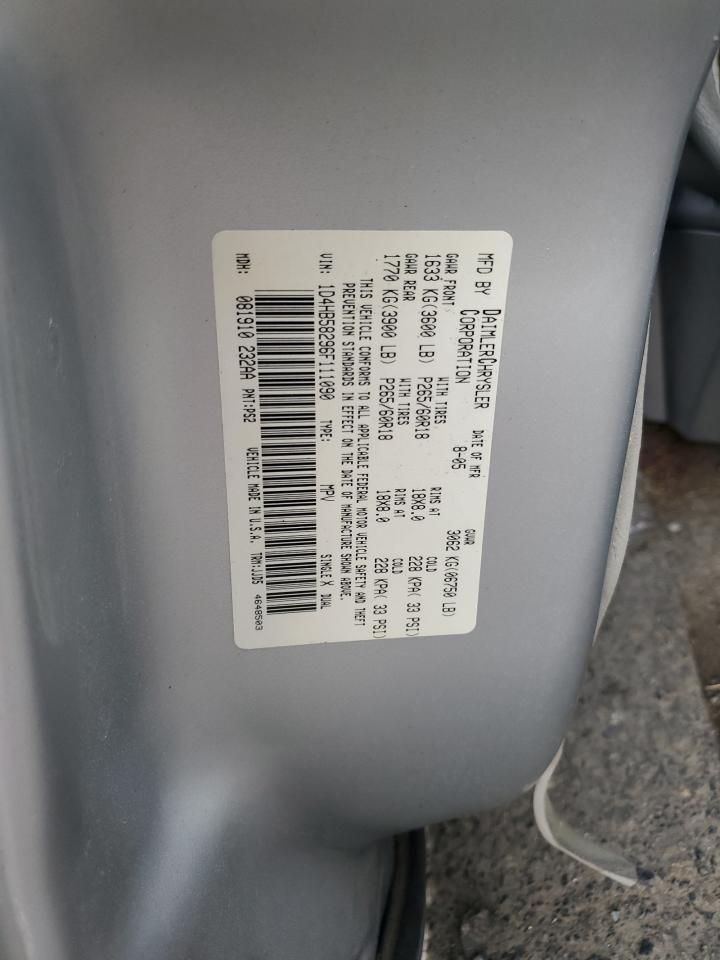 MFD BY DAIMLERCHRYSLER CORPORATION
DATE OF MFR 8-05
GVWR 3062 KG(06750 LB)
GAWR FRONT WITH TIRES RIMS AT COLD
1633 KG(3600 LB) P265/60R18 18X8.0 228 KPA( 33 PSI)
GAWR REAR WITH TIRES RIMS AT COLD
1770 KG(3900 LB) P265/60R18 18X8.0 228 KPA( 33 PSI)
THIS VEHICLE CONFORMS TO ALL APPLICABLE FEDERAL MOTOR VEHICLE SAFETY AND THEFT
PREVENTION STANDARDS IN EFFECT ON THE DATE OF MANUFACTURE SHOWN ABOVE.
VIN: 1D4HB58296F111090 TYPE: MPV SINGLE X DUAL
MDH: 081910 232AA PNT:PS2 VEHICLE MADE IN U.S.A. TRM:JJD5 4648503